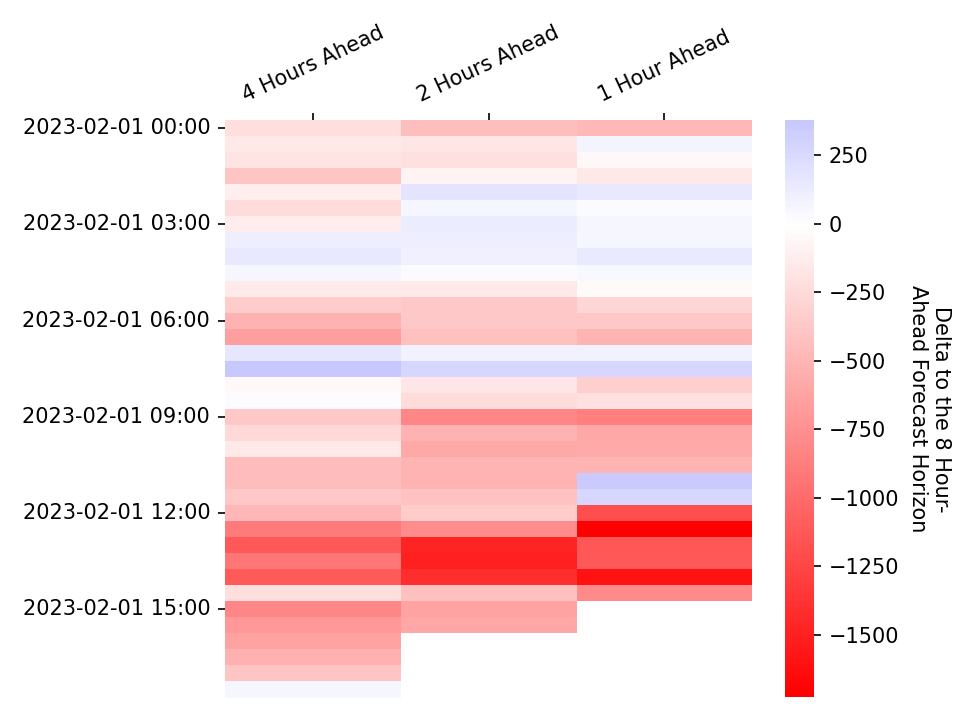 4 Hours Ahead
2 Hours Ahead
1 Hour Ahead
2023-02-01 00:00
2023-02-01 03:00
2023-02-01 06:00
2023-02-01 09:00
2023-02-01 12:00
2023-02-01 15:00
250
0
−250
−500
−750
−1000
−1250
−1500
Delta to the 8 Hour-
Ahead Forecast Horizon